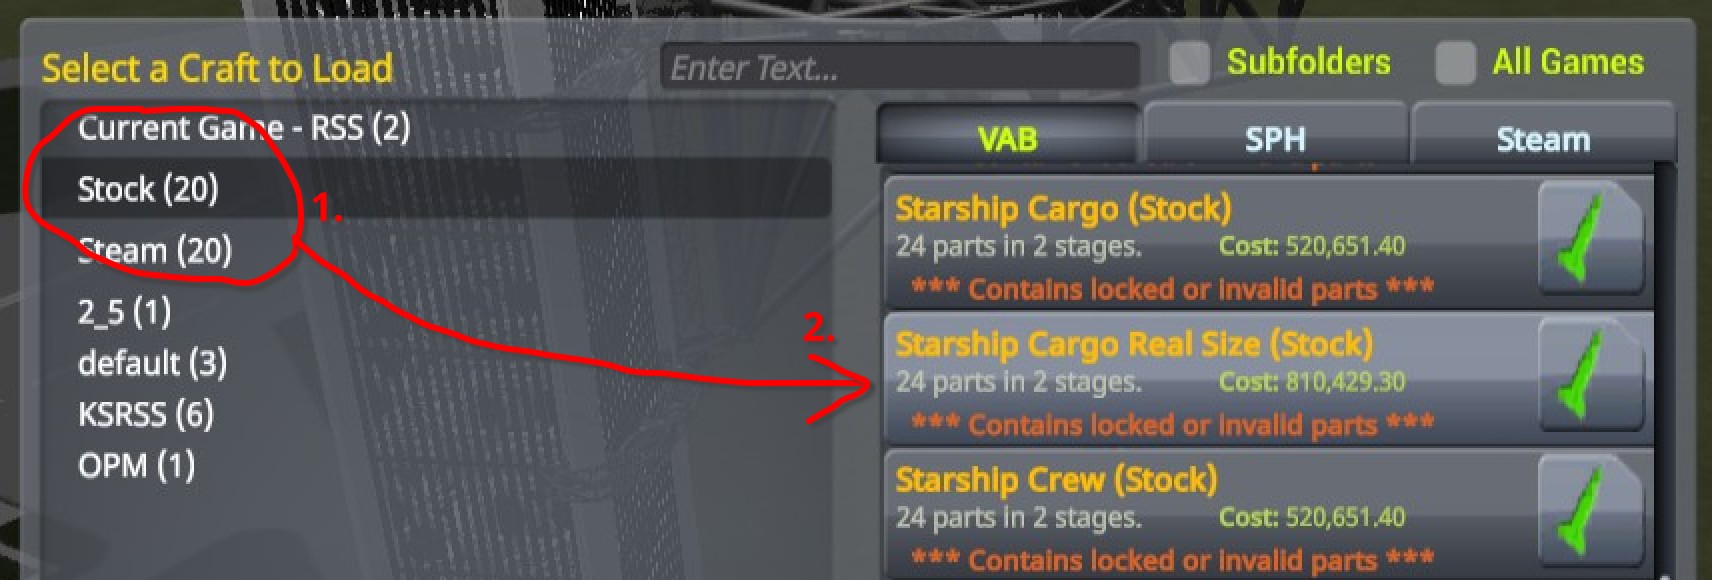 Select a Craft to Load
Enter Text...
Subfolders
All Games
Current Game - RSS (2)
Stock (20)
Steam (20)
2_5 (1)
default (3)
KSRSS (6)
OPM (1)
1.
2.
VAB
SPH
Steam
Starship Cargo (Stock)
24 parts in 2 stages. Cost: 520,651.40
*** Contains locked or invalid parts ***
Starship Cargo Real Size (Stock)
24 parts in 2 stages. Cost: 810,429.30
*** Contains locked or invalid parts ***
Starship Crew (Stock)
24 parts in 2 stages. Cost: 520,651.40
*** Contains locked or invalid parts ***